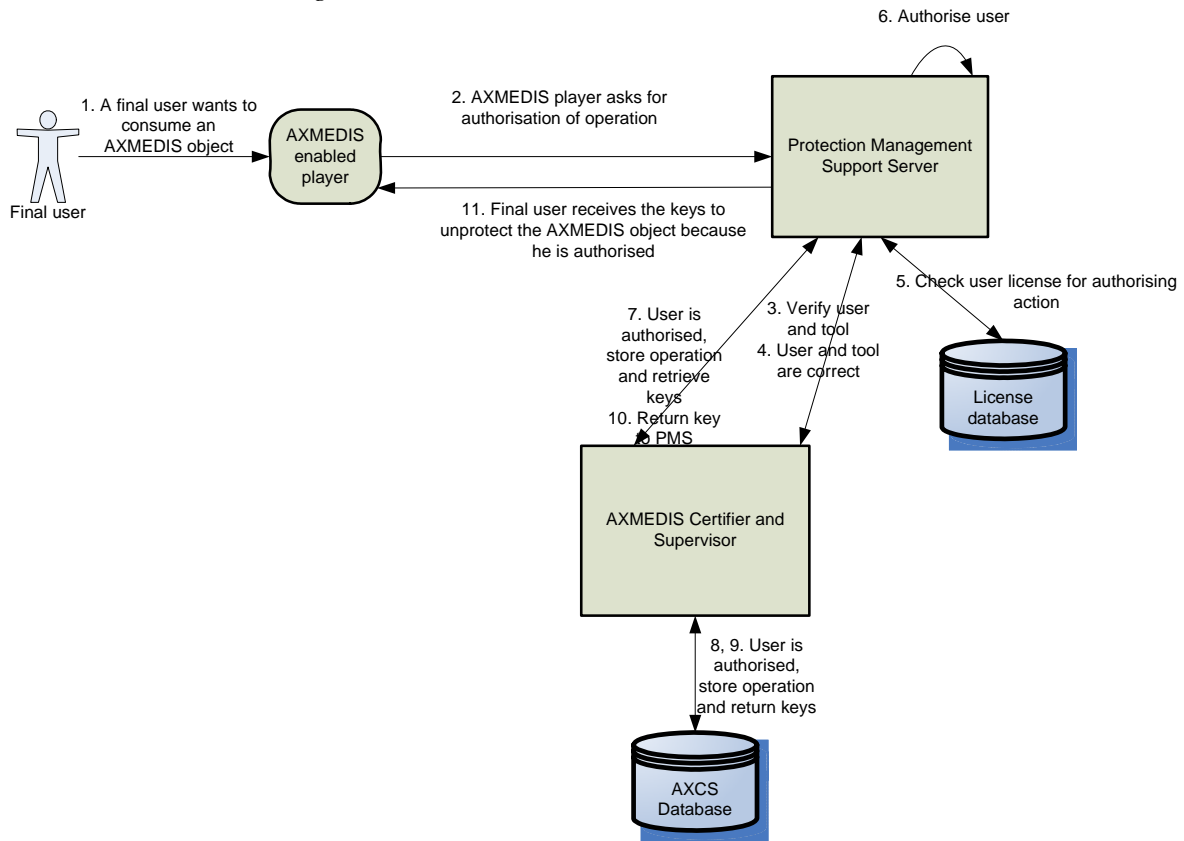 6. Authorise user
1. A final user wants to
consume an
AXMEDIS object
2. AXMEDIS player asks for
authorisation of operation
AXMEDIS
enabled
player
Protection Management
Support Server
Final user
11. Final user receives the keys to
unprotect the AXMEDIS object because
he is authorised
5. Check user license for authorising
action
7. User is
authorised,
store operation
and retrieve
keys
10. Return key
to PMS
3. Verify user
and tool
4. User and tool
are correct
License
database
AXMEDIS Certifier and
Supervisor
8, 9. User is
authorised,
store operation
and return keys
AXCS
Database